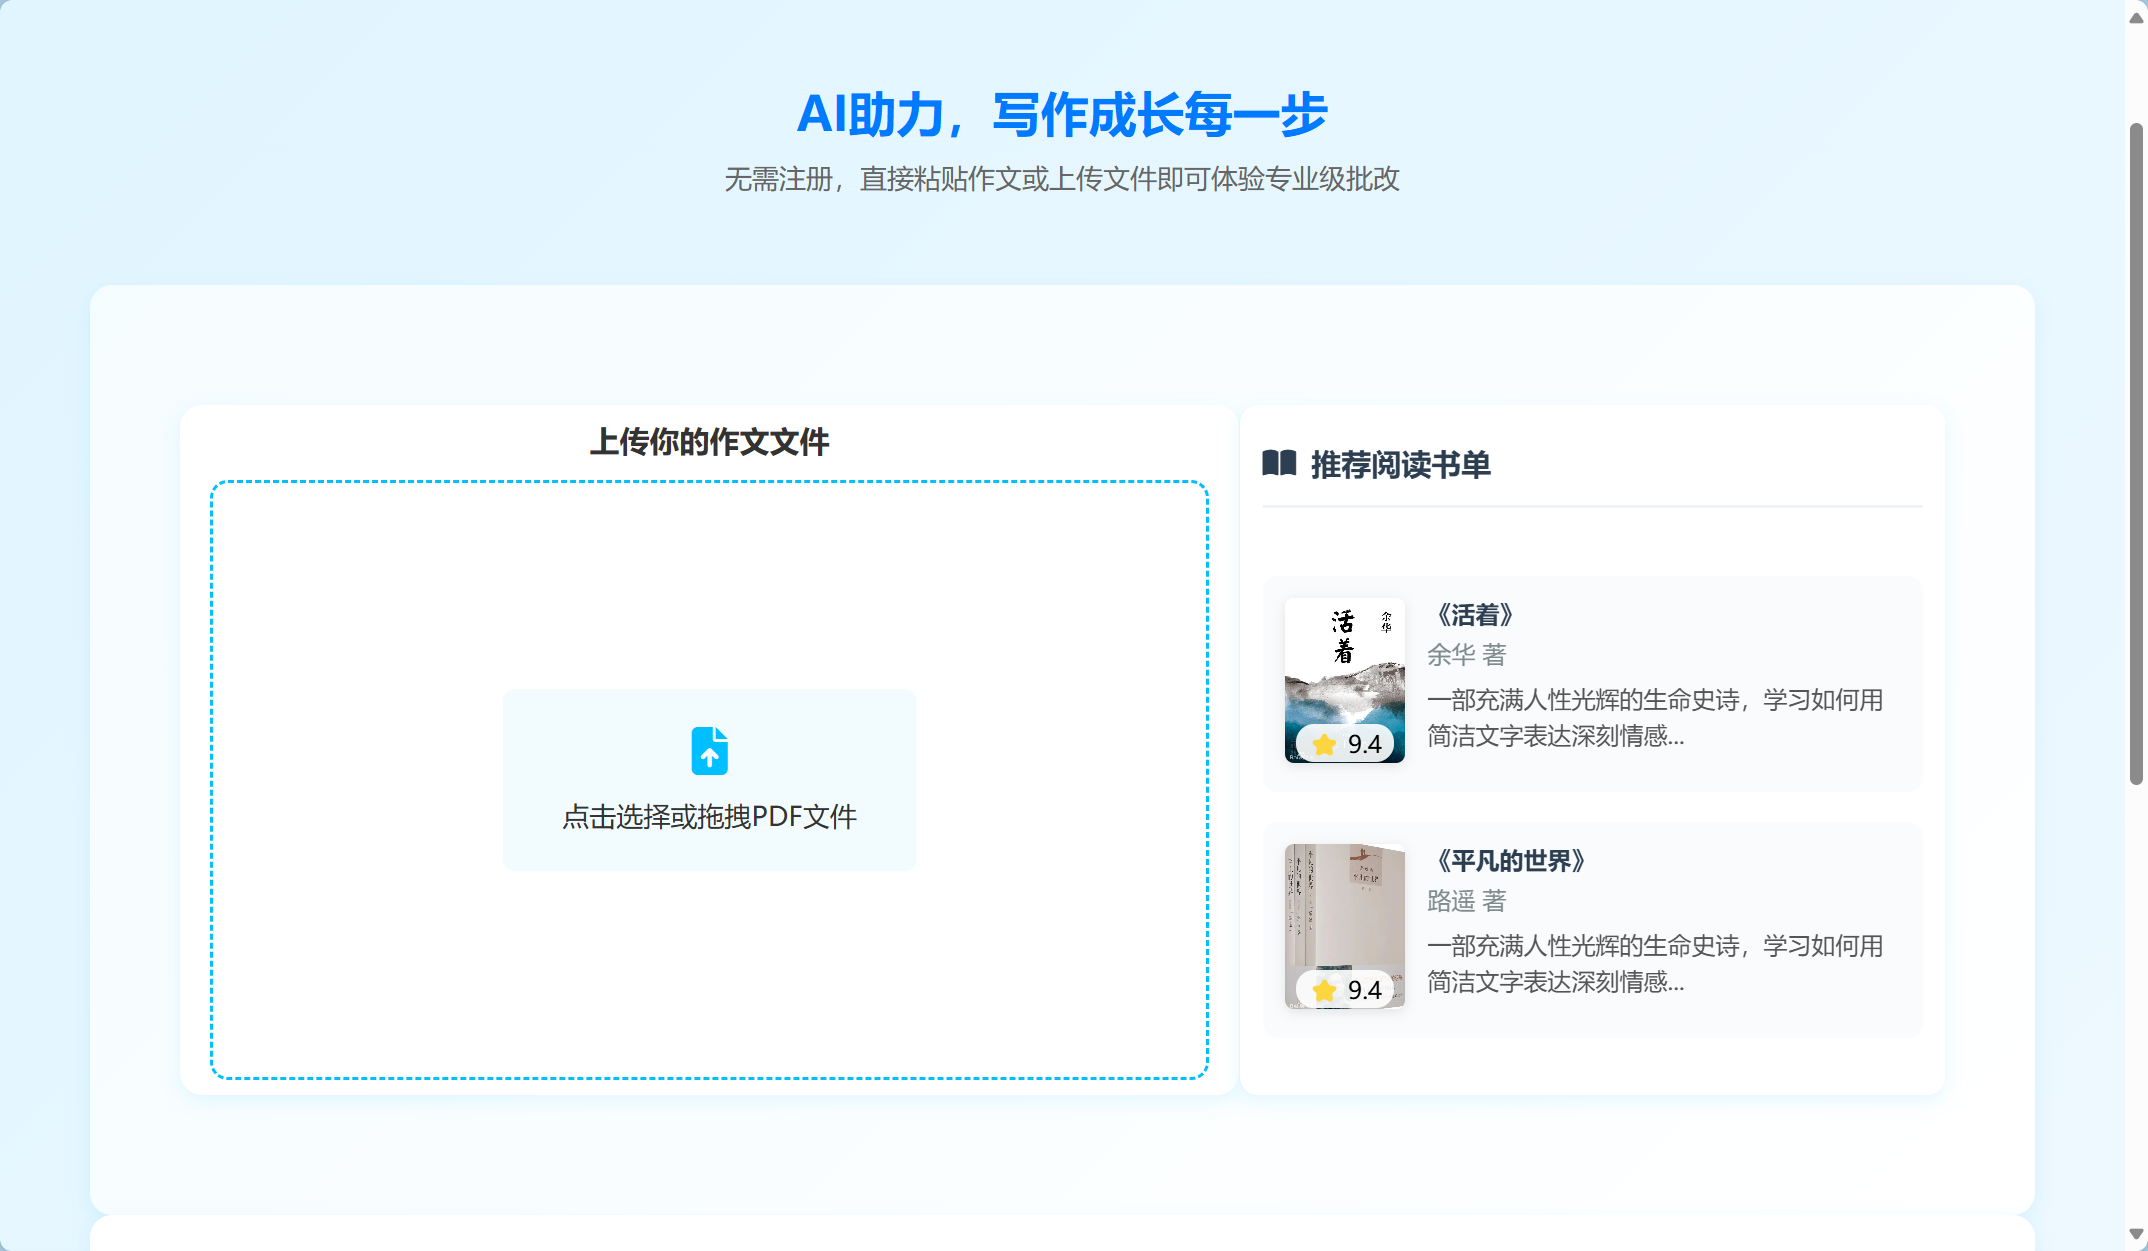 AI助力，写作成长每一步
无需注册，直接粘贴作文或上传文件即可体验专业级批改
上传你的作文文件
点击选择或拖拽PDF文件
推荐阅读书单
活着
余华
9.4
《活着》
余华 著
一部充满人性光辉的生命史诗，学习如何用
简洁文字表达深刻情感...
9.4
《平凡的世界》
路遥 著
一部充满人性光辉的生命史诗，学习如何用
简洁文字表达深刻情感...